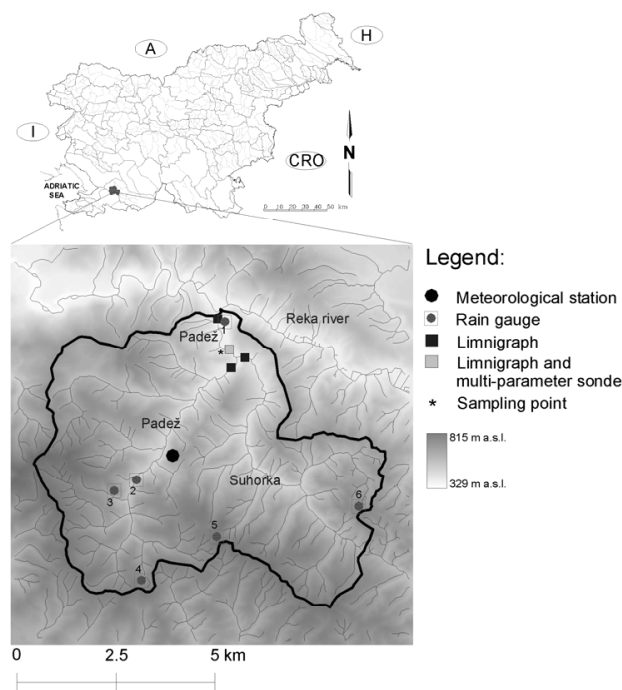 H
A
I
CRO
N
ADRIATIC
SEA
0 10 20 30 40 50 km
Legend:
Meteorological station
Rain gauge
Limnigraph
Limnigraph and
multi-parameter sonde
* Sampling point
815 m a.s.l.
329 m a.s.l.
Reka river
1
Padež
*
Padež
Suhorka
2
3
6
5
4
0 2.5 5 km